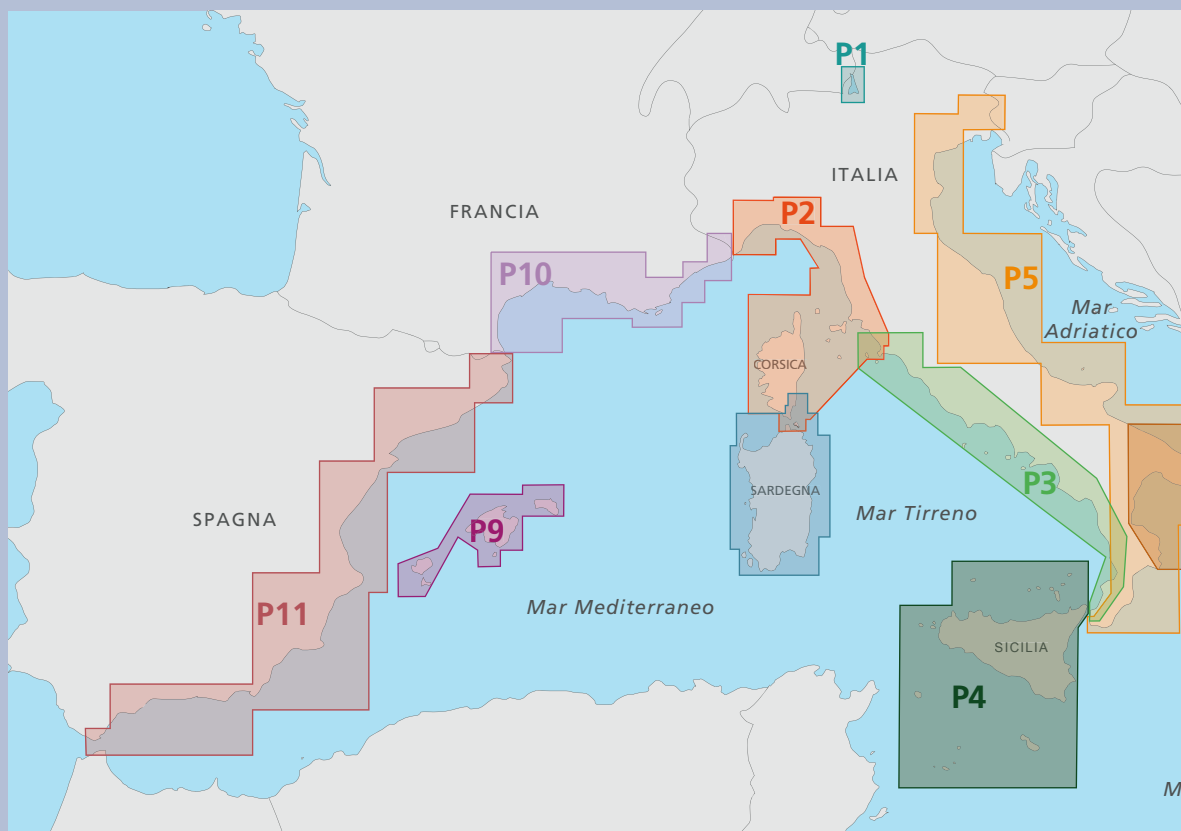 P1
ITALIA
FRANCIA
P2
P10
P5
Mar
Adriatico
CORSICA
SARDEGNA
P3
Mar Tirreno
SPAGNA
P9
Mar Mediterraneo
P11
SICILIA
P4
M